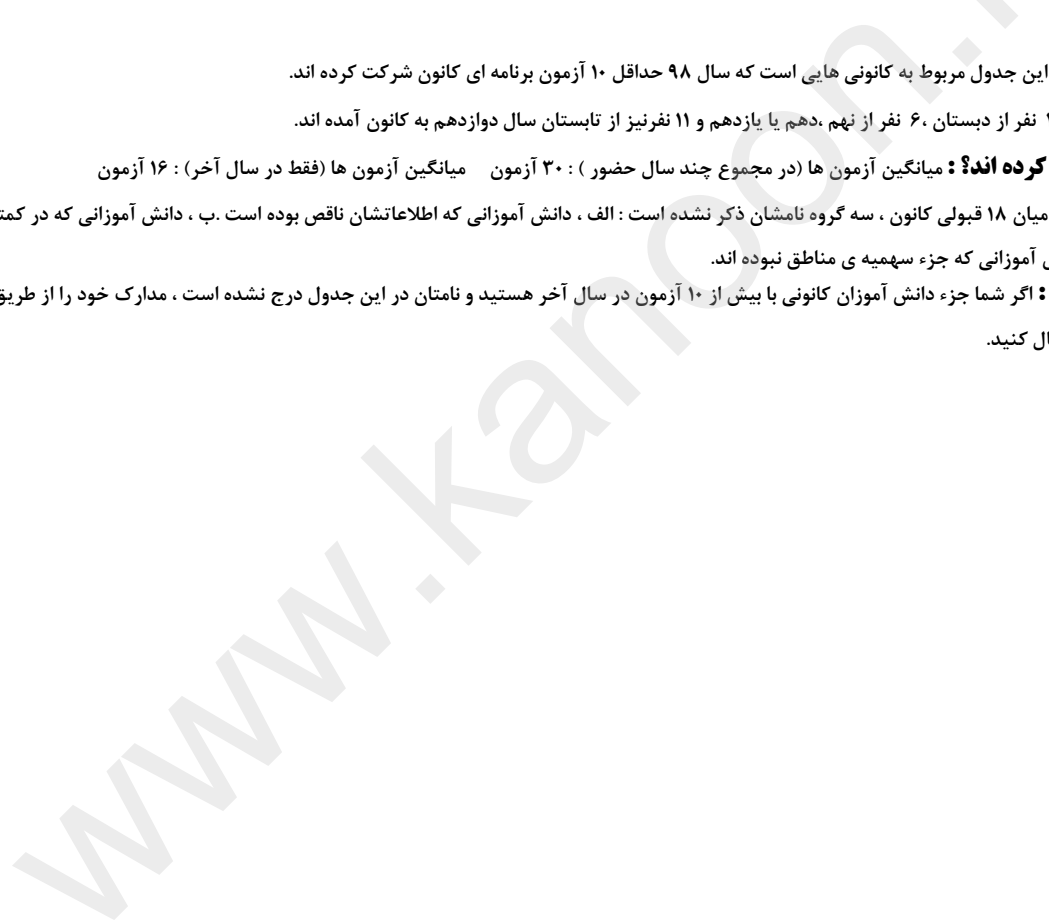 این جدول مربوط به کانونی هایی است که سال ۹۸ حداقل ۱۰ آزمون برنامه ای کانون شرکت کرده اند.
نفر از دبستان ،۶ نفر از نهم ،دهم یا یازدهم و ۱۱ نفرنیز از تابستان سال دوازدهم به کانون آمده اند.
کرده اند؟ : میانگین آزمون ها (در مجموع چند سال حضور ) : ۳۰ آزمون میانگین آزمون ها (فقط در سال آخر) : ۱۶ آزمون
میان ۱۸ قبولی کانون ، سه گروه نامشان ذکر نشده است : الف ، دانش آموزانی که اطلاعاتشان ناقص بوده است .ب ، دانش آموزانی که در
آموزانی که جزء سهمیه ی مناطق نبوده اند.
: اگر شما جزء دانش آموزان کانونی با بیش از ۱۰ آزمون در سال آخر هستید و نامتان در این جدول درج نشده است ، مدارک خود را از
کنید.
www.kanoon.